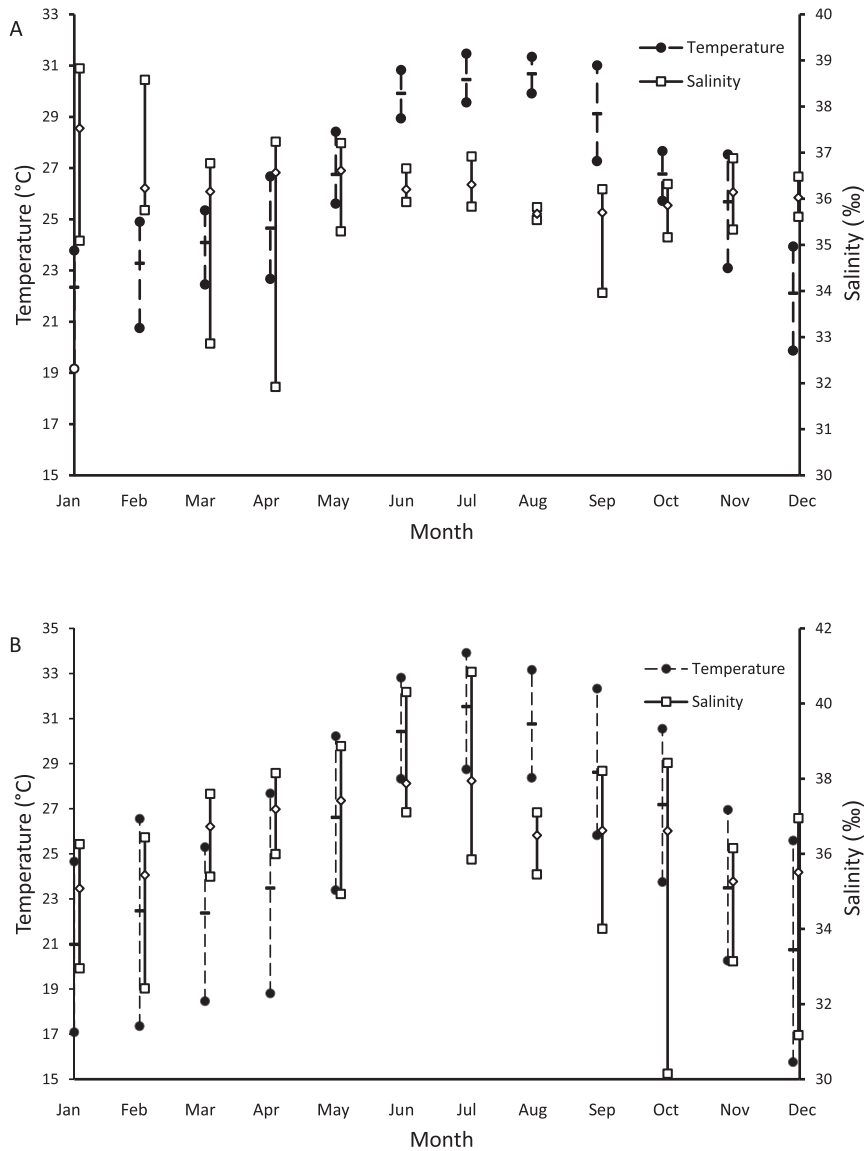 A
33
31
29
27
25
23
21
19
17
15
Temperature (°C)
40
39
38
37
36
35
34
33
32
31
30
Salinity ( ‰)
Temperature
Salinity
Jan Feb Mar Apr May Jun Jul Aug Sep Oct Nov Dec
Month
B
35
33
31
29
27
25
23
21
19
17
15
Temperature (°C)
42
40
38
36
34
32
30
Salinity ( ‰)
Temperature
Salinity
Jan Feb Mar Apr May Jun Jul Aug Sep Oct Nov Dec
Month